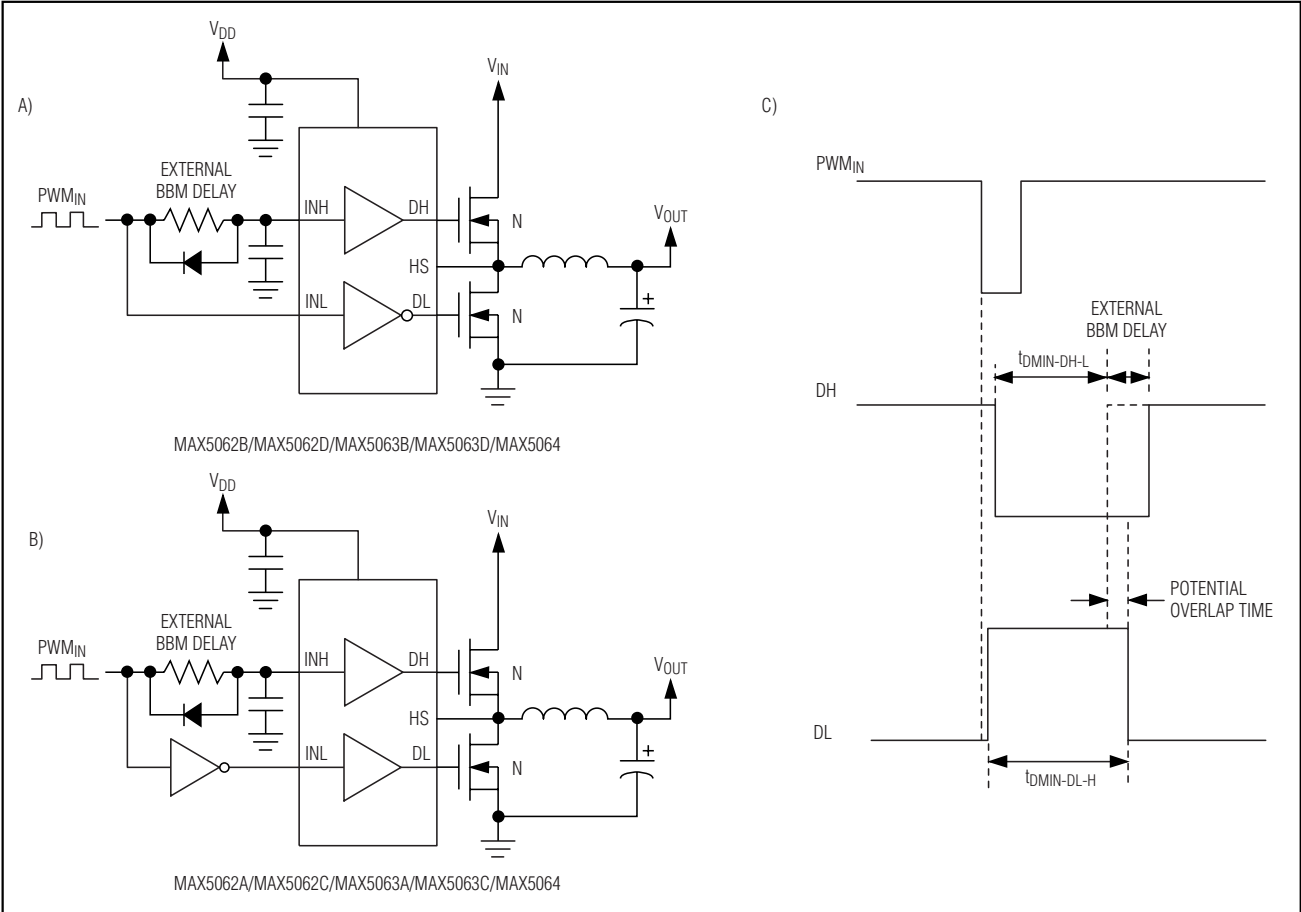 A)
VDD
VIN
EXTERNAL
BBM DELAY
PWMIN
INH
DH
N
VOUT
HS
INL
DL
N
+
MAX5062B/MAX5062D/MAX5063B/MAX5063D/MAX5064
B)
VDD
VIN
EXTERNAL
BBM DELAY
PWMIN
INH
DH
N
VOUT
HS
INL
DL
N
+
MAX5062A/MAX5062C/MAX5063A/MAX5063C/MAX5064
C)
PWMIN
EXTERNAL
BBM DELAY
tDMIN-DH-L
DH
POTENTIAL
OVERLAP TIME
DL
tDMIN-DL-H